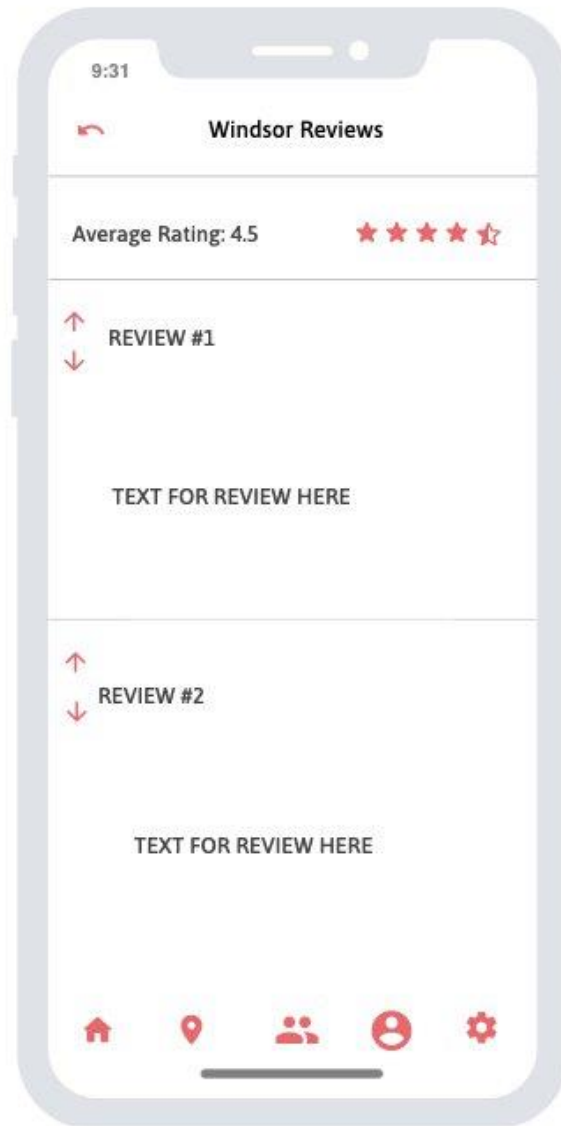 9:31
Windsor Reviews
Average Rating: 4.5
REVIEW #1
TEXT FOR REVIEW HERE
REVIEW #2
TEXT FOR REVIEW HERE